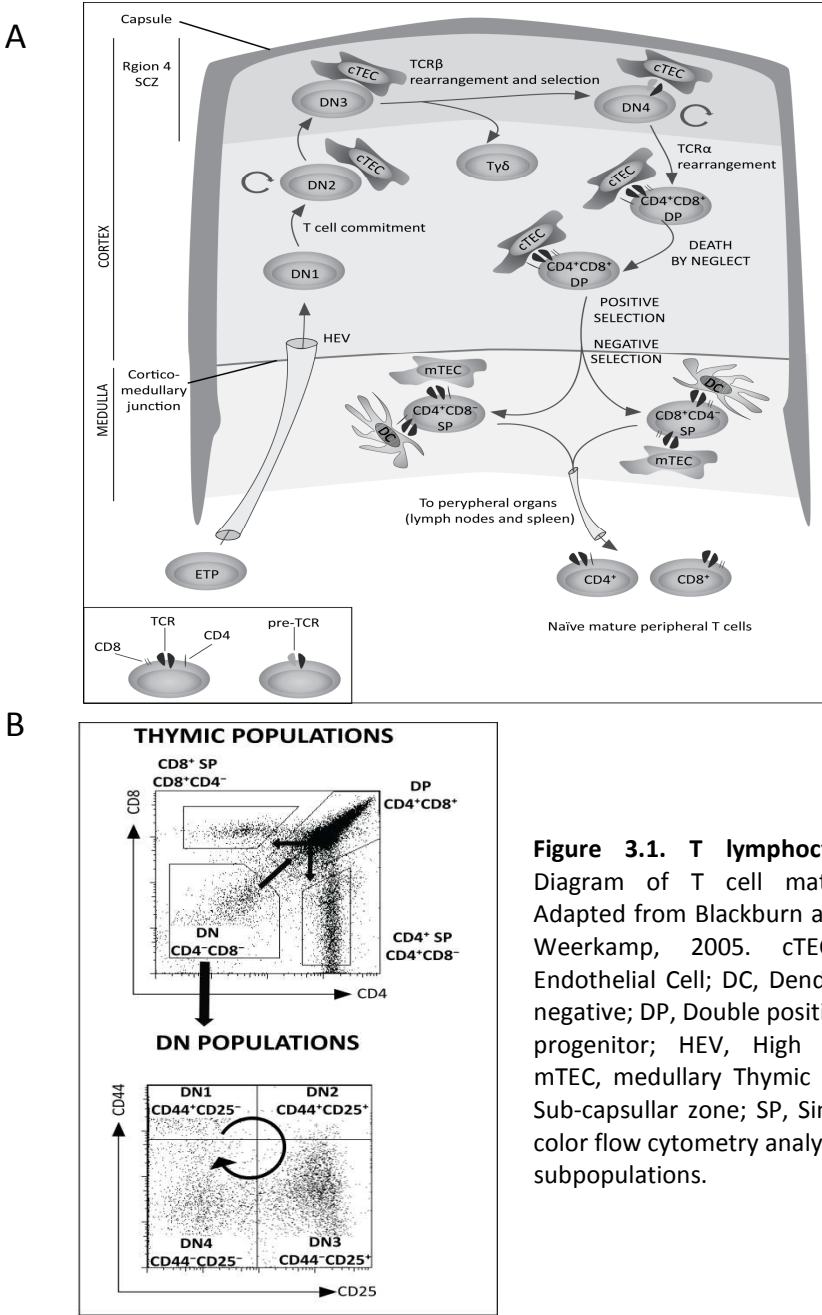 A
Capsule
Rgion 4
SCZ
cTEC
TCRβ
rearrangement and selection
cTEC
DN3
DN4
cTEC
Tγδ
TCRα
rearrangement
DN2
cTEC
CD4⁺CD8⁺
DP
T cell commitment
cTEC
CORTEX
DN1
CD4⁺CD8⁺
DP
DEATH
BY NEGLECT
POSITIVE
SELECTION
HEV
NEGATIVE
SELECTION
Cortico-
medullary
junction
MEDULLA
mTEC
DC
CD4⁺CD8⁻
SP
DC
CD8⁺CD4⁻
SP
mTEC
To perypheral organs
(lymph nodes and spleen)
ETP
CD4⁺
CD8⁺
Naïve mature peripheral T cells
TCR
CD8
CD4
pre-TCR
B
THYMIC POPULATIONS
CD8⁺ SP
CD8⁺CD4⁻
DP
CD4⁺CD8⁺
CD8
DN
CD4⁻CD8⁻
CD4⁺ SP
CD4⁺CD8⁻
CD4
DN POPULATIONS
CD44
DN1
CD44⁺CD25⁻
DN2
CD44⁺CD25⁺
DN4
CD44⁻CD25⁻
DN3
CD44⁻CD25⁺
CD25
Figure 3.1. T lymphoc
Diagram of T cell mat
Adapted from Blackburn a
Weerkamp, 2005. cTE
Endothelial Cell; DC, Dend
negative; DP, Double positi
progenitor; HEV, High
mTEC, medullary Thymic
Sub-capsullar zone; SP, Sin
color flow cytometry analy
subpopulations.